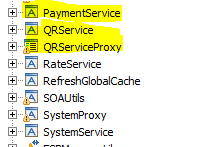 PaymentService
QRService
QRServiceProxy
RateService
RefreshGlobalCache
SOAUtils
SystemProxy
SystemService